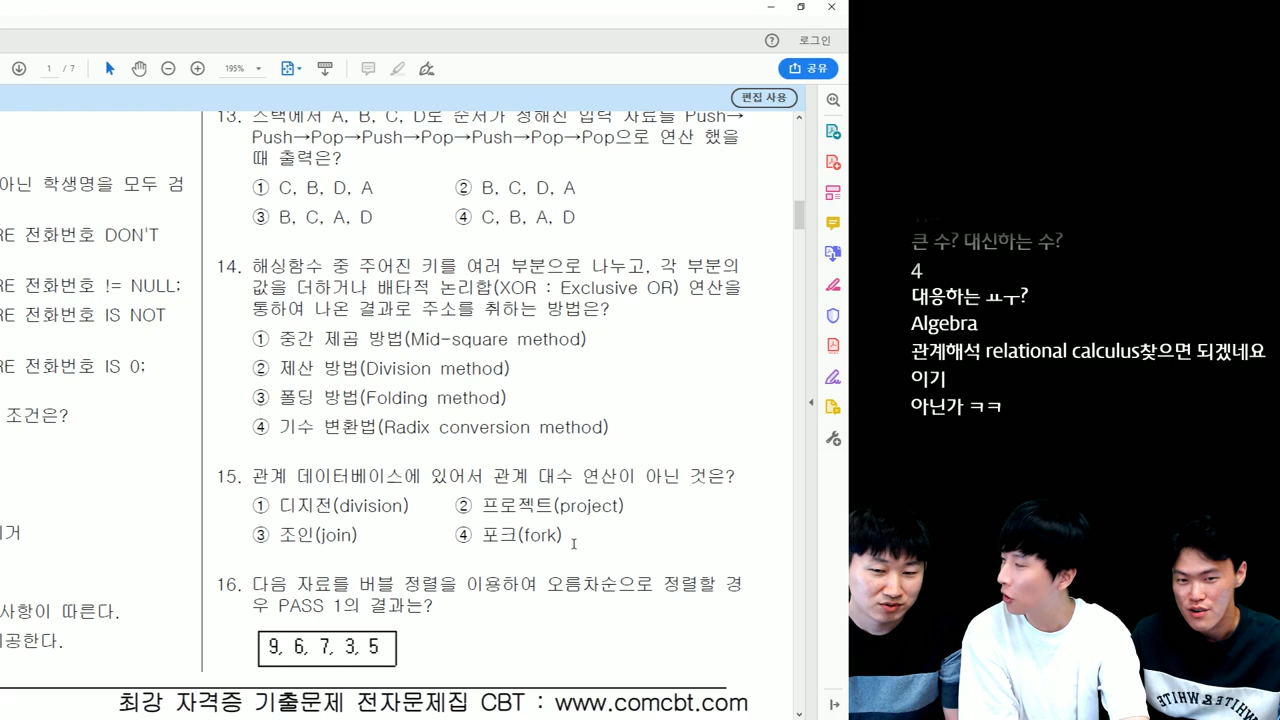 로그인
1 / 7
195%
공유
편집 사용
아닌 학생명을 모두 검
RE 전화번호 DON'T
RE 전화번호 != NULL;
RE 전화번호 IS NOT
RE 전화번호 IS 0;
조건은?
거
사항이 따른다.
공한다.
13. 스택에서 A, B, C, D로 순서가 정해진 입력 자료를 Push→
Push→Pop→Push→Pop→Push→Pop→Pop으로 연산 했을
때 출력은?
① C, B, D, A ② B, C, D, A
③ B, C, A, D ④ C, B, A, D
14. 해싱함수 중 주어진 키를 여러 부분으로 나누고, 각 부분의
값을 더하거나 배타적 논리합(XOR : Exclusive OR) 연산을
통하여 나온 결과로 주소를 취하는 방법은?
① 중간 제곱 방법(Mid-square method)
② 제산 방법(Division method)
③ 폴딩 방법(Folding method)
④ 기수 변환법(Radix conversion method)
15. 관계 데이터베이스에 있어서 관계 대수 연산이 아닌 것은?
① 디지전(division) ② 프로젝트(project)
③ 조인(join) ④ 포크(fork)
16. 다음 자료를 버블 정렬을 이용하여 오름차순으로 정렬할 경
우 PASS 1의 결과는?
9, 6, 7, 3, 5
최강 자격증 기출문제 전자문제집 CBT : www.comcbt.com
큰 수? 대신하는 수?
4
대응하는 ㅛㅜ?
Algebra
관계해석 relational calculus찾으면 되겠네요
이기
아닌가 ㅋㅋ
WHITE & WHITE